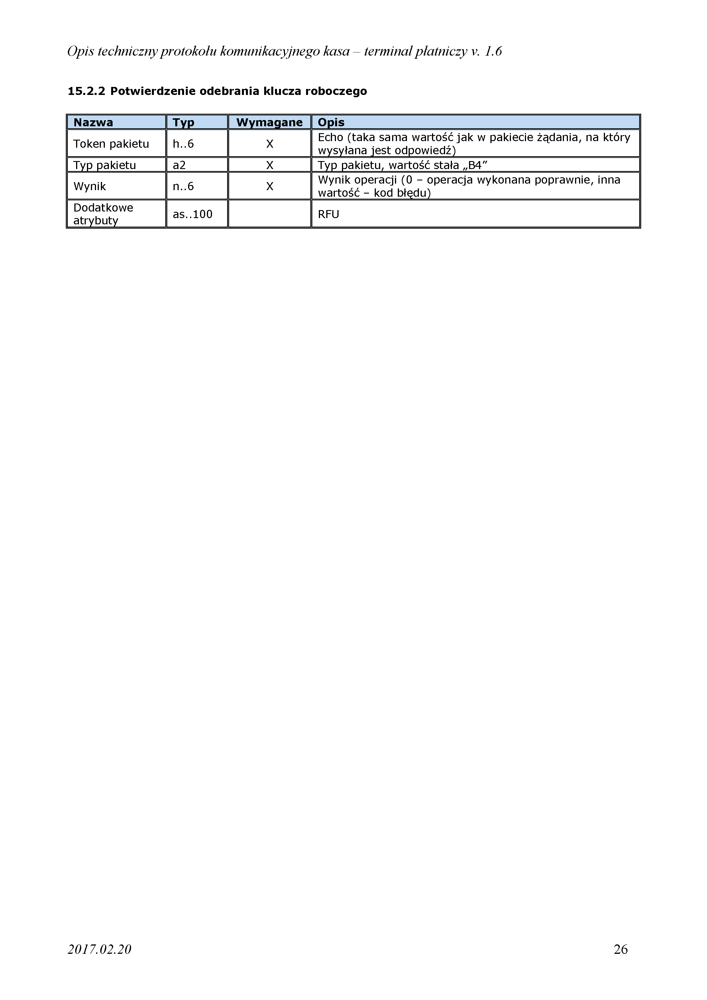 Opis techniczny protokołu komunikacyjnego kasa – terminal płatniczy v. 1.6
15.2.2 Potwierdzenie odebrania klucza roboczego
Nazwa Typ Wymagane Opis
Token pakietu h..6 X Echo (taka sama wartość jak w pakiecie żądania, na który
wysyłana jest odpowiedź)
Typ pakietu a2 X Typ pakietu, wartość stała „B4”
Wynik n..6 X Wynik operacji (0 – operacja wykonana poprawnie, inna
wartość – kod błędu)
Dodatkowe
atrybuty as..100 RFU
2017.02.20 26